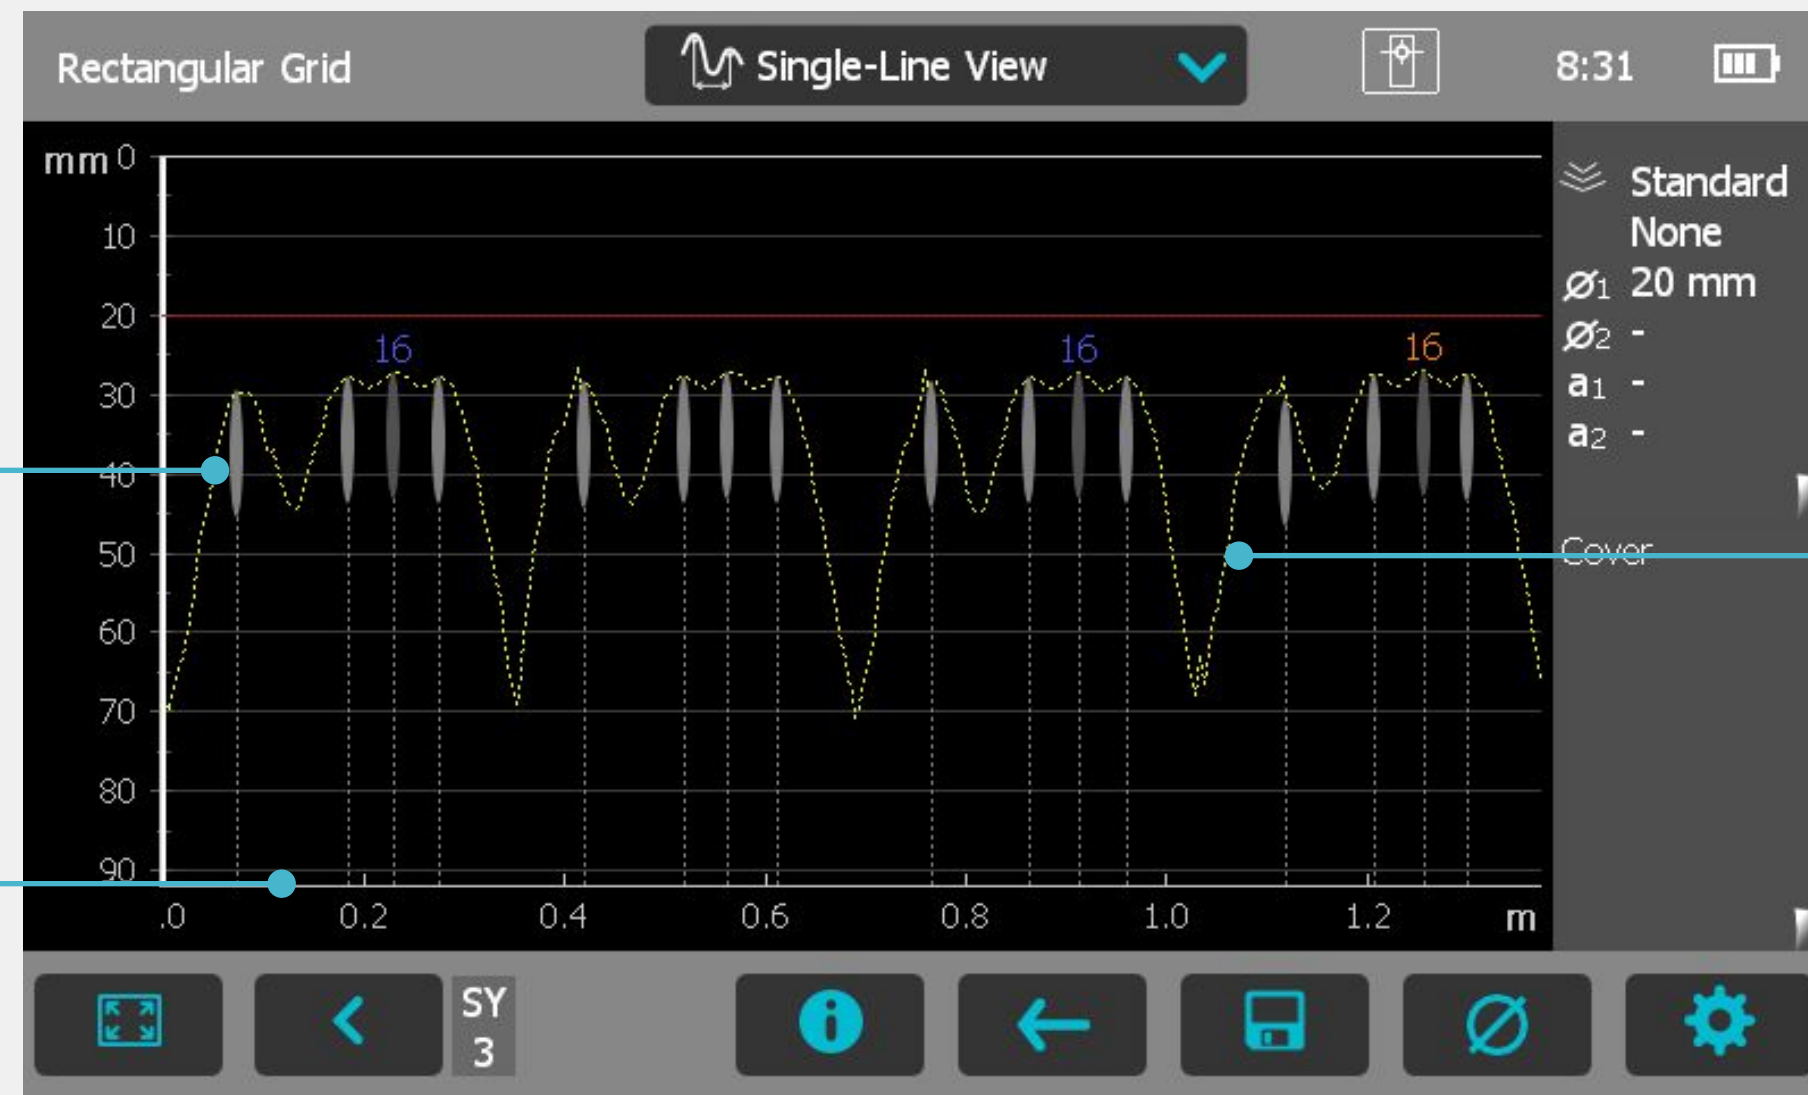 Rectangular Grid
Single-Line View
8:31
mm 0
10
20
30
40
50
60
70
80
90
16
16
16
.0 0.2 0.4 0.6 0.8 1.0 1.2 m
Standard
None
Ø1 20 mm
Ø2 -
a1 -
a2 -
Cover
SY
3